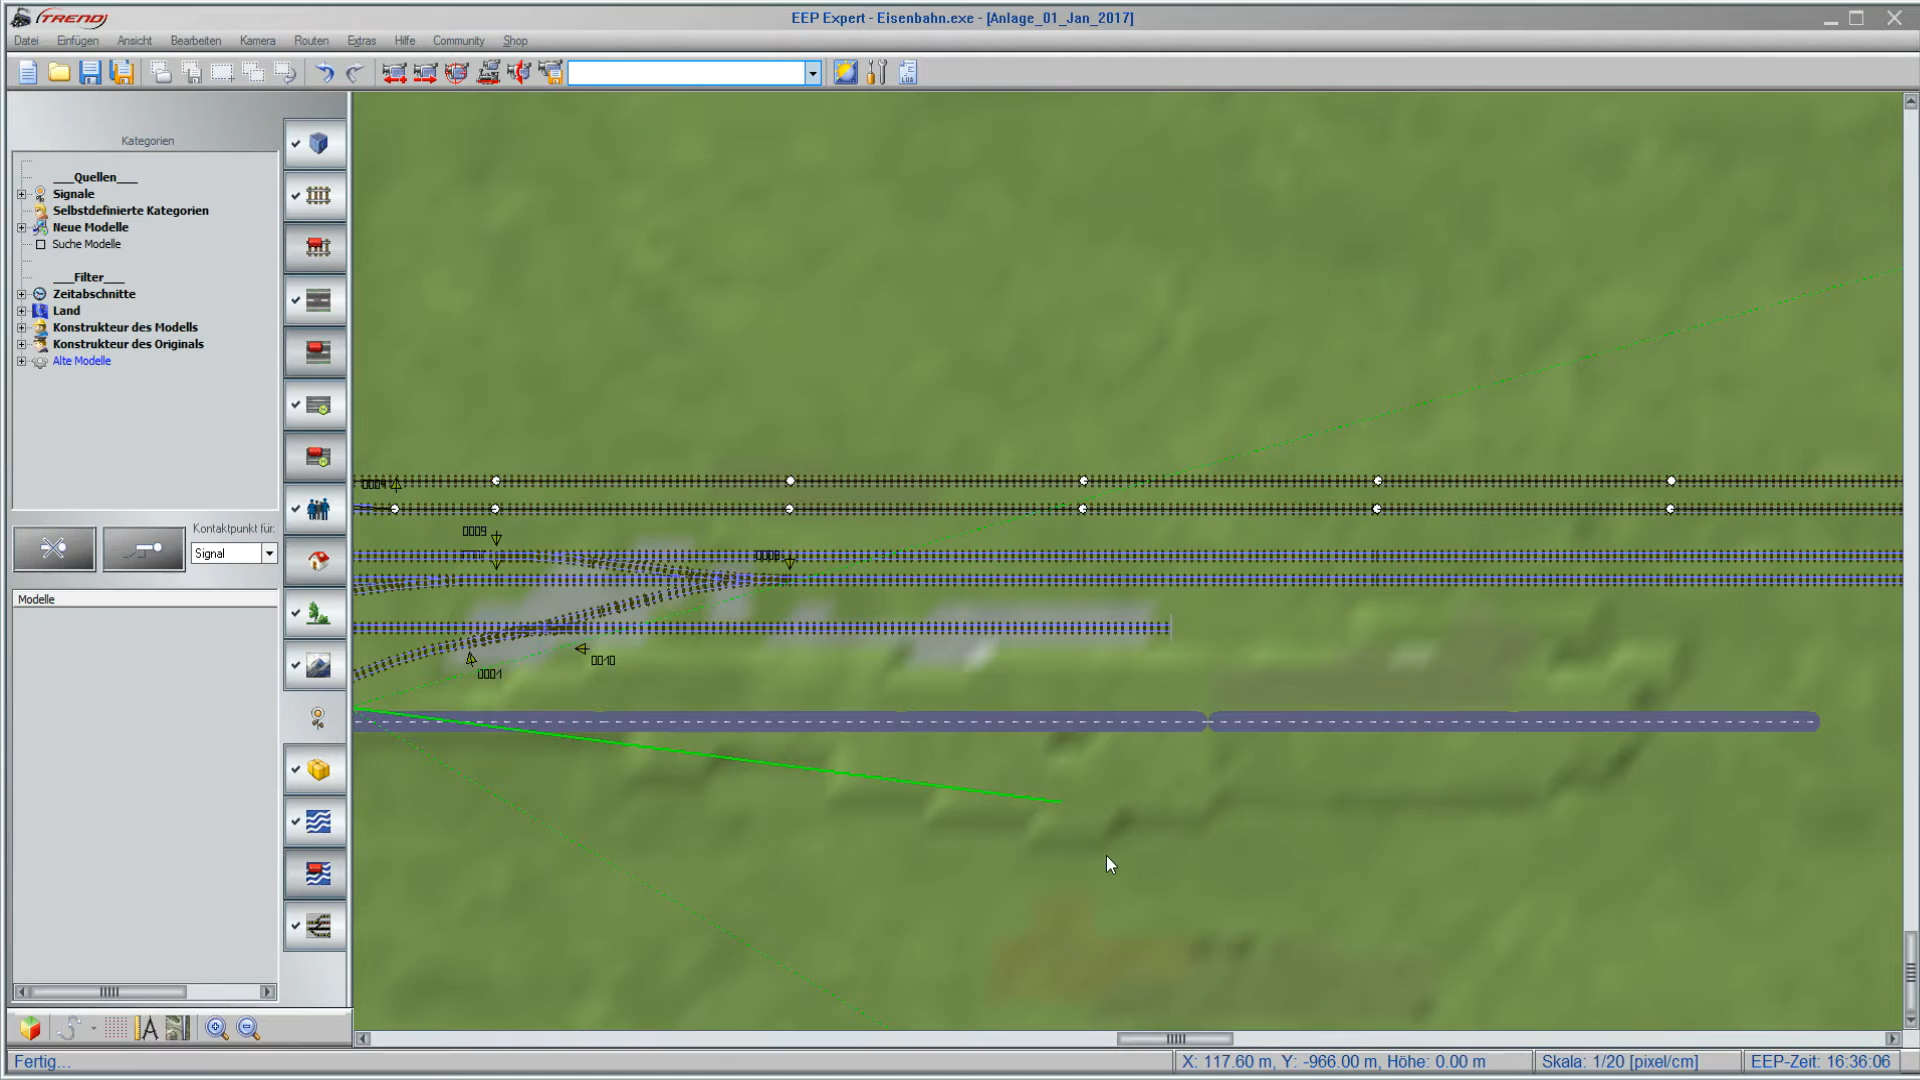 TREND
EEP Expert - Eisenbahn.exe - [Anlage_01_Jan_2017]
Datei Einfügen Ansicht Bearbeiten Kamera Routen Extras Hilfe Community Shop
LUA
Kategorien
___Quellen___
Signale
Selbstdefinierte Kategorien
Neue Modelle
Suche Modelle
___Filter___
Zeitabschnitte
Land
Konstrukteur des Modells
Konstrukteur des Originals
Alte Modelle
Kontaktpunkt für:
Signal
Modelle
0004
0009
0008
0001
0010
Fertig...
X: 117.60 m, Y: -966.00 m, Höhe: 0.00 m
Skala: 1/20 [pixel/cm]
EEP-Zeit: 16:36:06